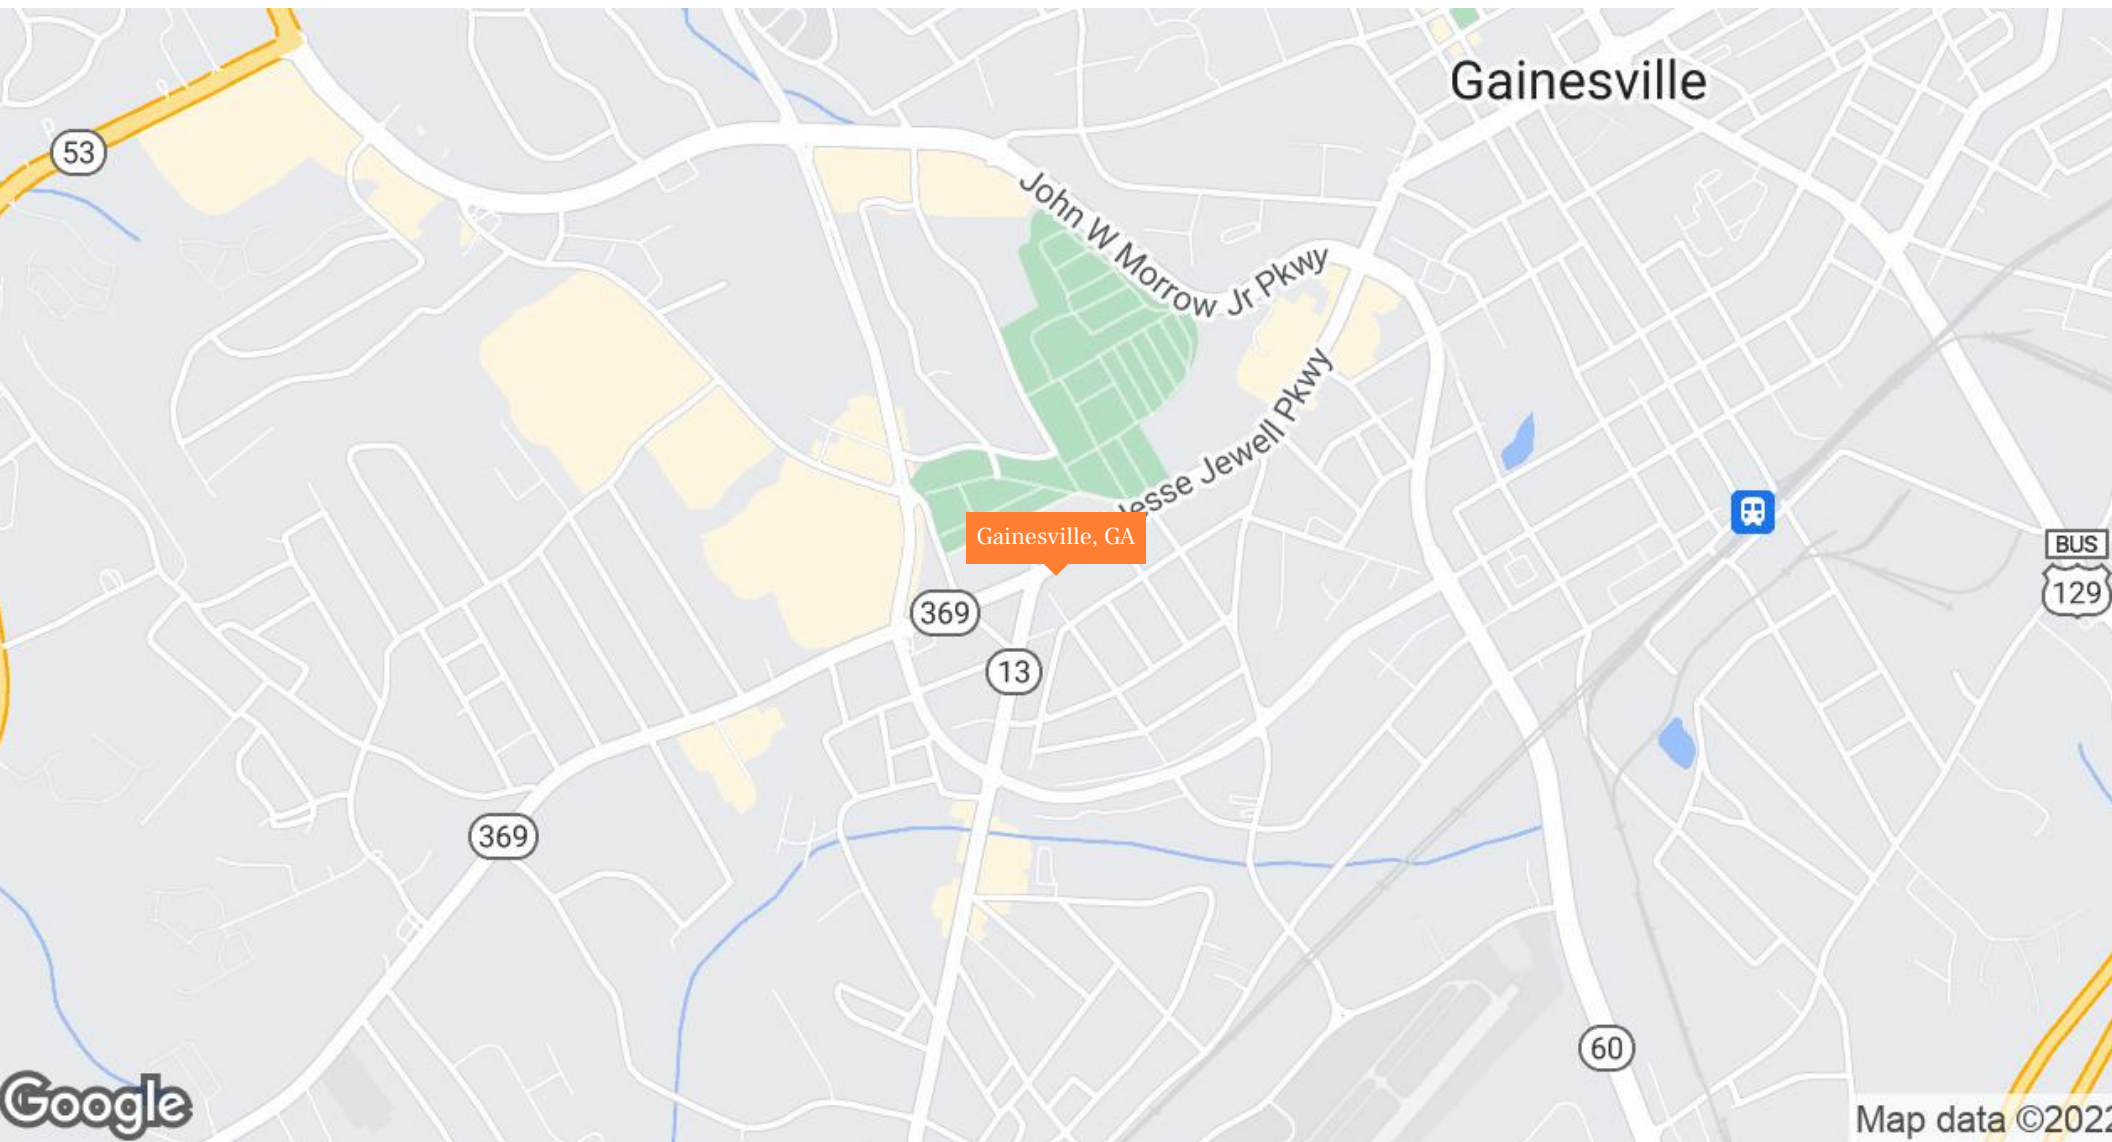 Gainesville
53
John W Morrow Jr Pkwy
Jesse Jewell Pkwy
Gainesville, GA
BUS
129
369
13
369
60
Google
Map data ©2022